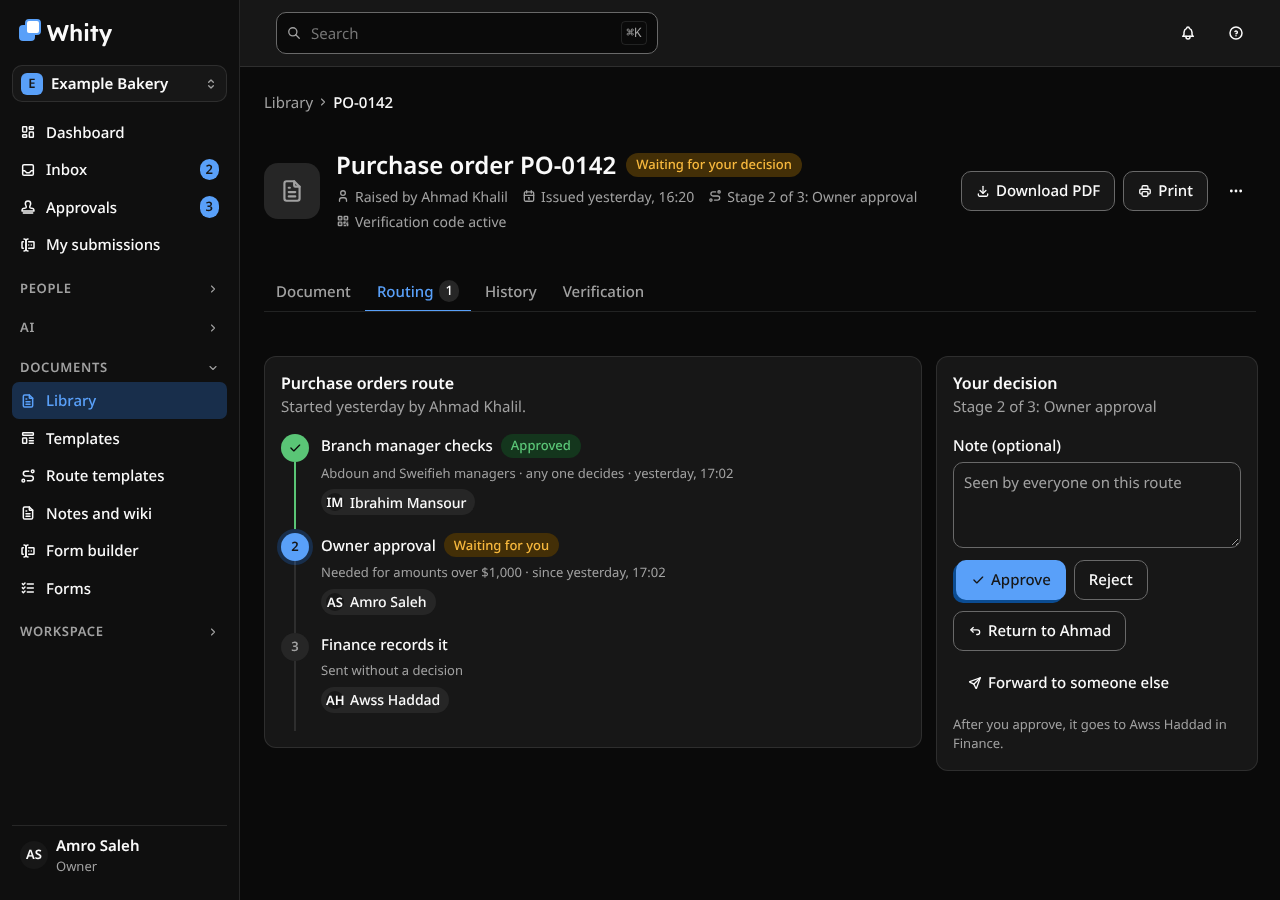 Whity
E Example Bakery
Dashboard
Inbox 2
Approvals 3
My submissions
PEOPLE
AI
DOCUMENTS
Library
Templates
Route templates
Notes and wiki
Form builder
Forms
WORKSPACE
AS Amro Saleh
Owner
Search ⌘K
Library › PO-0142
Purchase order PO-0142 Waiting for your decision
Raised by Ahmad Khalil Issued yesterday, 16:20 Stage 2 of 3: Owner approval
Verification code active
Download PDF Print
Document Routing 1 History Verification
Purchase orders route
Started yesterday by Ahmad Khalil.
Branch manager checks Approved
Abdoun and Sweifieh managers · any one decides · yesterday, 17:02
IM Ibrahim Mansour
2 Owner approval Waiting for you
Needed for amounts over $1,000 · since yesterday, 17:02
AS Amro Saleh
3 Finance records it
Sent without a decision
AH Awss Haddad
Your decision
Stage 2 of 3: Owner approval
Note (optional)
Seen by everyone on this route
Approve Reject
Return to Ahmad
Forward to someone else
After you approve, it goes to Awss Haddad in
Finance.